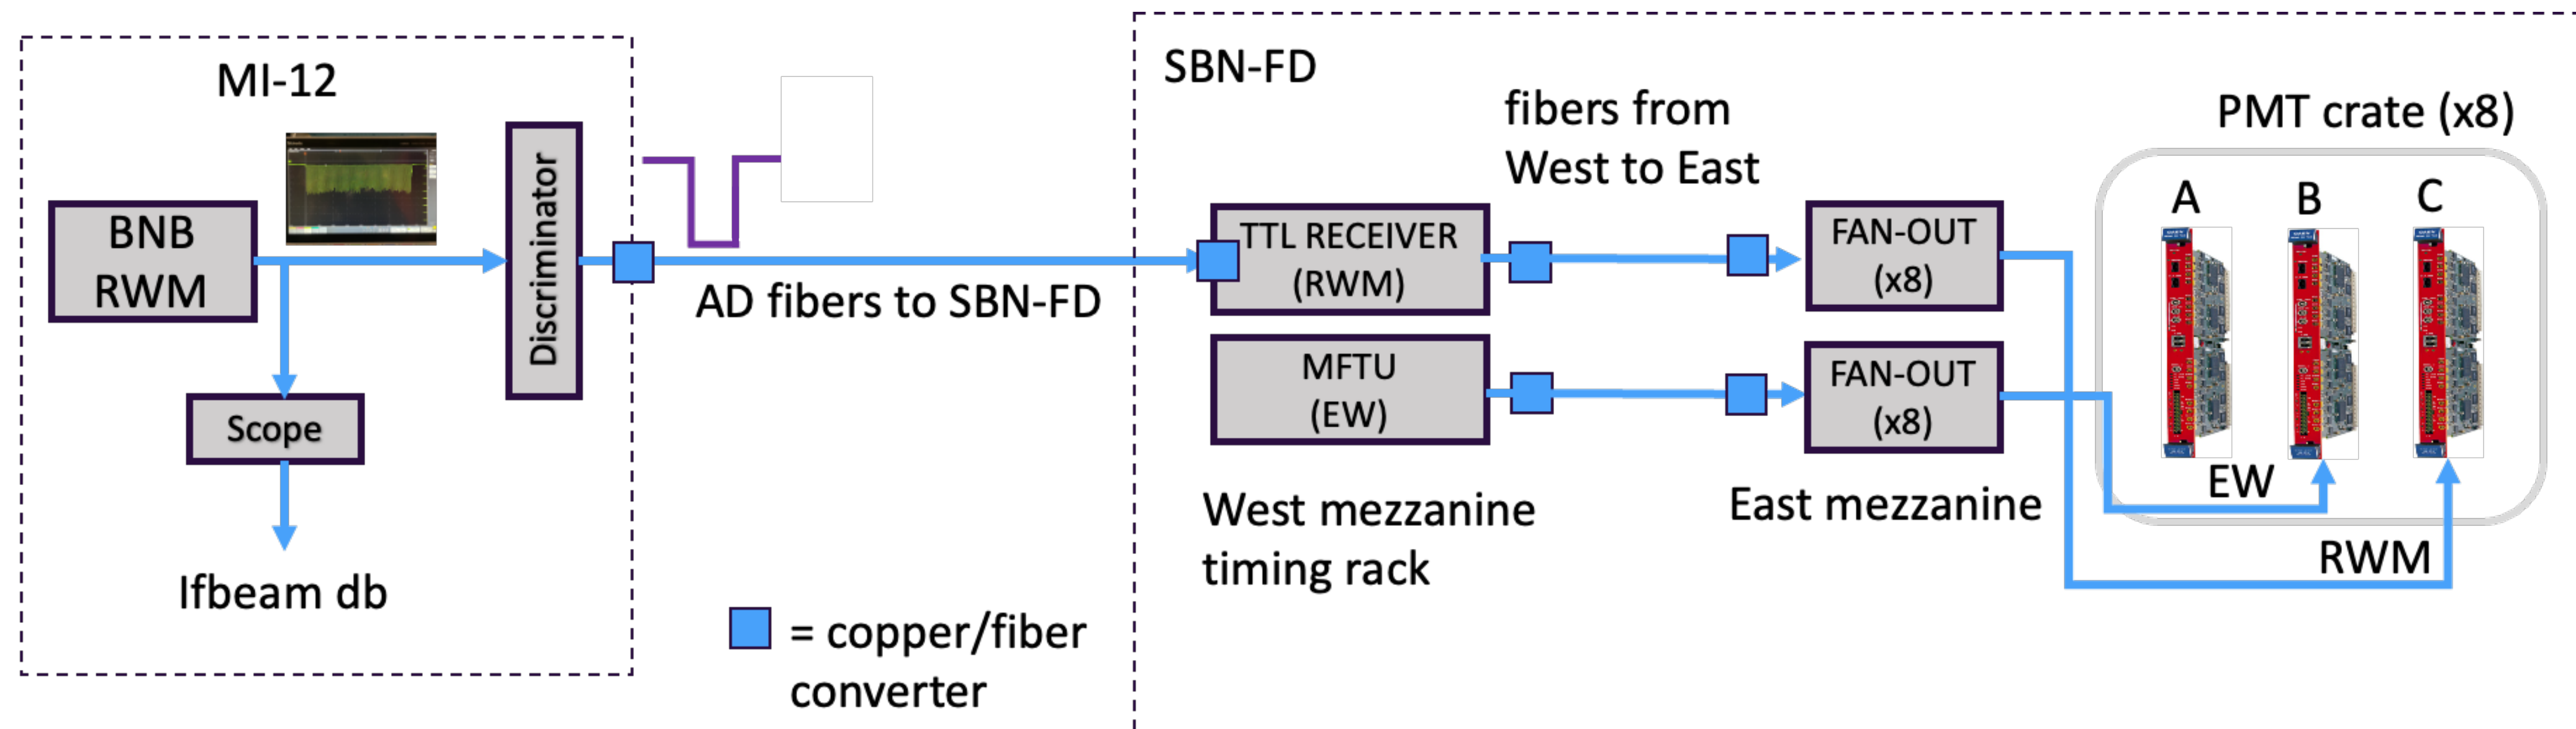 MI-12
BNB
RWM
Discriminator
Scope
Ifbeam db
AD fibers to SBN-FD
= copper/fiber
converter
SBN-FD
fibers from
West to East
TTL RECEIVER
(RWM)
MFTU
(EW)
West mezzanine
timing rack
FAN-OUT
(x8)
FAN-OUT
(x8)
East mezzanine
PMT crate (x8)
A
B
C
EW
RWM